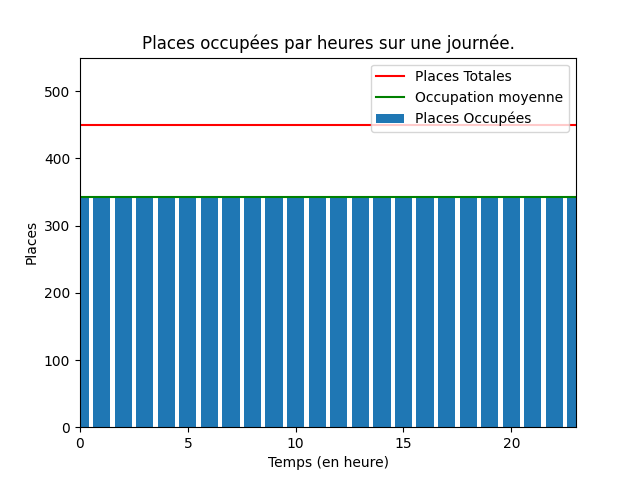 Places occupées par heures sur une journée.
Places Totales
Occupation moyenne
Places Occupées
500
400
300
200
100
0
Places
0 5 10 15 20
Temps (en heure)